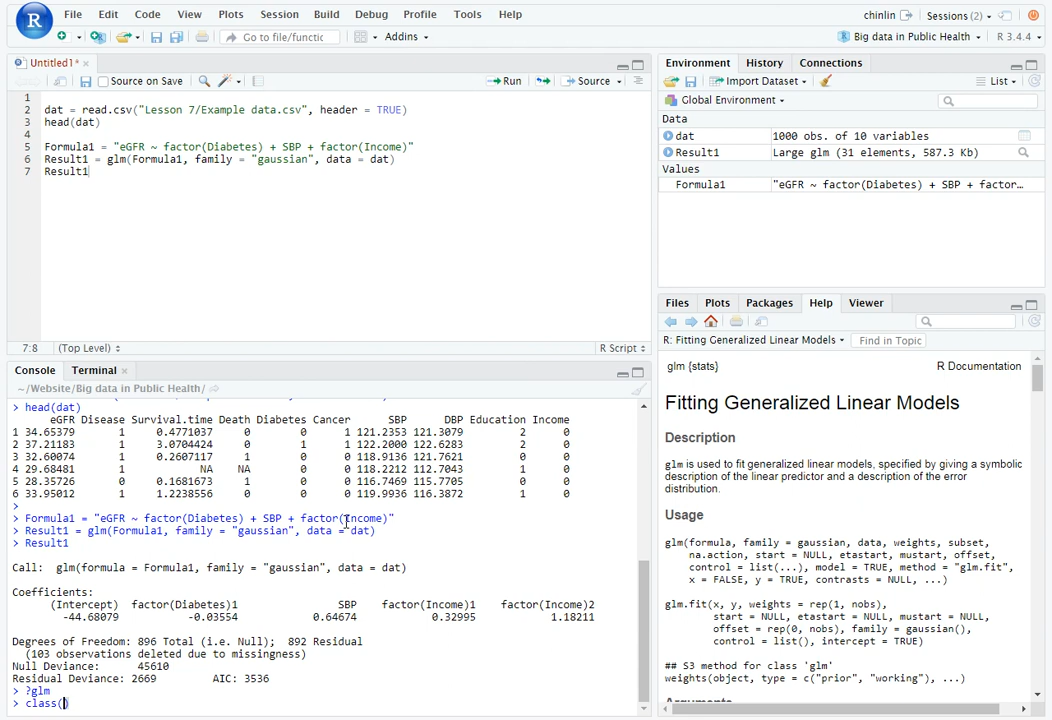 File Edit Code View Plots Session Build Debug Profile Tools Help
chinlin Sessions (2)
Go to file/functic Addins
Big data in Public Health R 3.4.4
Untitled1*
Source on Save Run Source
1
2 dat = read.csv("Lesson 7/Example data.csv", header = TRUE)
3 head(dat)
4
5 Formula1 = "eGFR ~ factor(Diabetes) + SBP + factor(Income)"
6 Result1 = glm(Formula1, family = "gaussian", data = dat)
7 Result1
7:8 (Top Level) R Script
Console Terminal
~/Website/Big data in Public Health/
> head(dat)
eGFR Disease Survival.time Death Diabetes Cancer SBP DBP Education Income
1 34.65379 1 0.4771037 0 0 1 121.2353 121.3079 2 0
2 37.21183 1 3.0704424 0 1 1 122.2000 122.6283 2 0
3 32.60074 1 0.2607117 1 0 0 118.9136 121.7621 0 0
4 29.68481 1 NA NA 0 0 118.2212 112.7043 1 0
5 28.35726 0 0.1681673 1 0 0 116.7469 115.7705 0 0
6 33.95012 1 1.2238556 0 0 0 119.9936 116.3872 1 0
>
> Formula1 = "eGFR ~ factor(Diabetes) + SBP + factor(Income)"
> Result1 = glm(Formula1, family = "gaussian", data = dat)
> Result1
Call: glm(formula = Formula1, family = "gaussian", data = dat)
Coefficients:
(Intercept) factor(Diabetes)1 SBP factor(Income)1 factor(Income)2
-44.68079 -0.03554 0.64674 0.32995 1.18211
Degrees of Freedom: 896 Total (i.e. Null); 892 Residual
(103 observations deleted due to missingness)
Null Deviance: 45610
Residual Deviance: 2669 AIC: 3536
> ?glm
> class()
Environment History Connections
Import Dataset List
Global Environment
Data
dat 1000 obs. of 10 variables
Result1 Large glm (31 elements, 587.3 Kb)
Values
Formula1 "eGFR ~ factor(Diabetes) + SBP + factor…
Files Plots Packages Help Viewer
R: Fitting Generalized Linear Models Find in Topic
glm {stats} R Documentation
Fitting Generalized Linear Models
Description
glm is used to fit generalized linear models, specified by giving a symbolic
description of the linear predictor and a description of the error
distribution.
Usage
glm(formula, family = gaussian, data, weights, subset,
na.action, start = NULL, etastart, mustart, offset,
control = list(...), model = TRUE, method = "glm.fit",
x = FALSE, y = TRUE, contrasts = NULL, ...)
glm.fit(x, y, weights = rep(1, nobs),
start = NULL, etastart = NULL, mustart = NULL,
offset = rep(0, nobs), family = gaussian(),
control = list(), intercept = TRUE)
## S3 method for class 'glm'
weights(object, type = c("prior", "working"), ...)